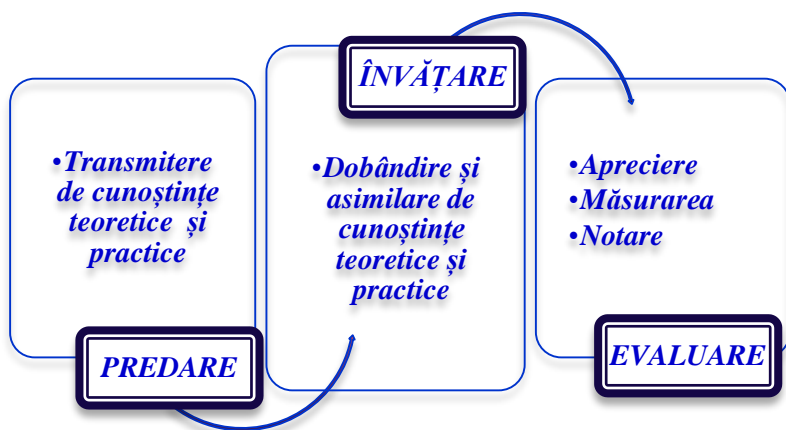 •Transmitere
de cunoștințe
teoretice și
practice
PREDARE
ÎNVĂȚARE
•Dobândire și
asimilare de
cunoștințe
teoretice și
practice
•Apreciere
•Măsurarea
•Notare
EVALUARE